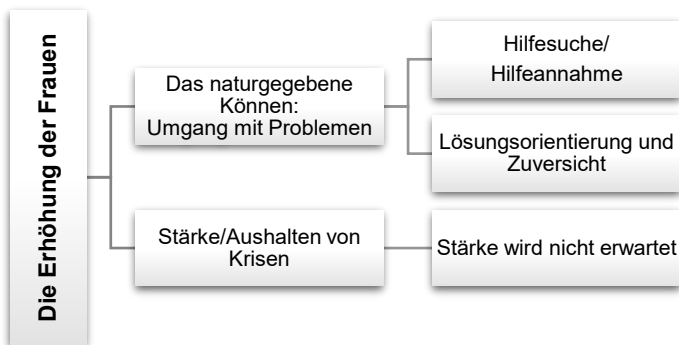 Die Erhöhung der Frauen
Das naturgegebene
Können:
Umgang mit Problemen
Hilfesuche/
Hilfeannahme
Lösungsorientierung und
Zuversicht
Stärke/Aushalten von
Krisen
Stärke wird nicht erwartet